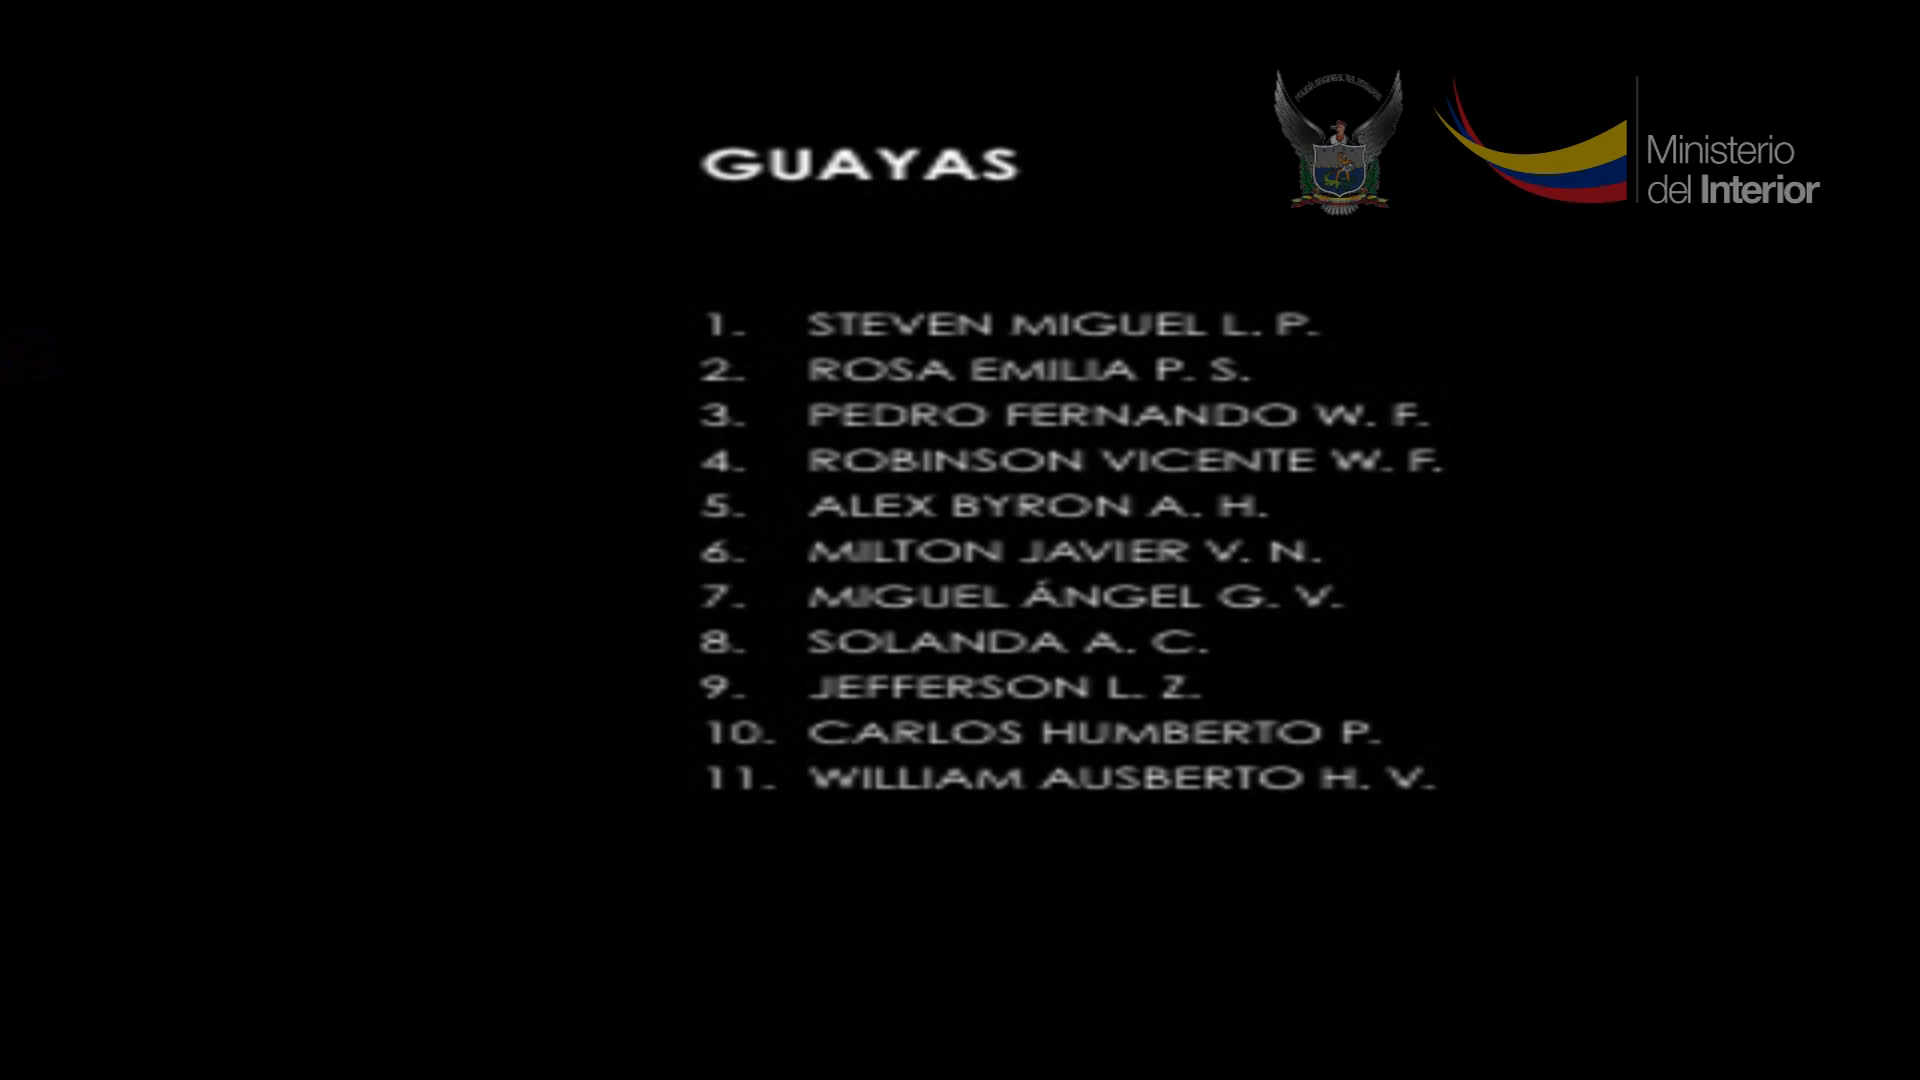 GUAYAS
Ministerio
del Interior
1. STEVEN MIGUEL L. P.
2. ROSA EMILIA P. S.
3. PEDRO FERNANDO W. F.
4. ROBINSON VICENTE W. F.
5. ALEX BYRON A. H.
6. MILTON JAVIER V. N.
7. MIGUEL ÁNGEL G. V.
8. SOLANDA A. C.
9. JEFFERSON L. Z.
10. CARLOS HUMBERTO P.
11. WILLIAM AUSBERTO H. V.